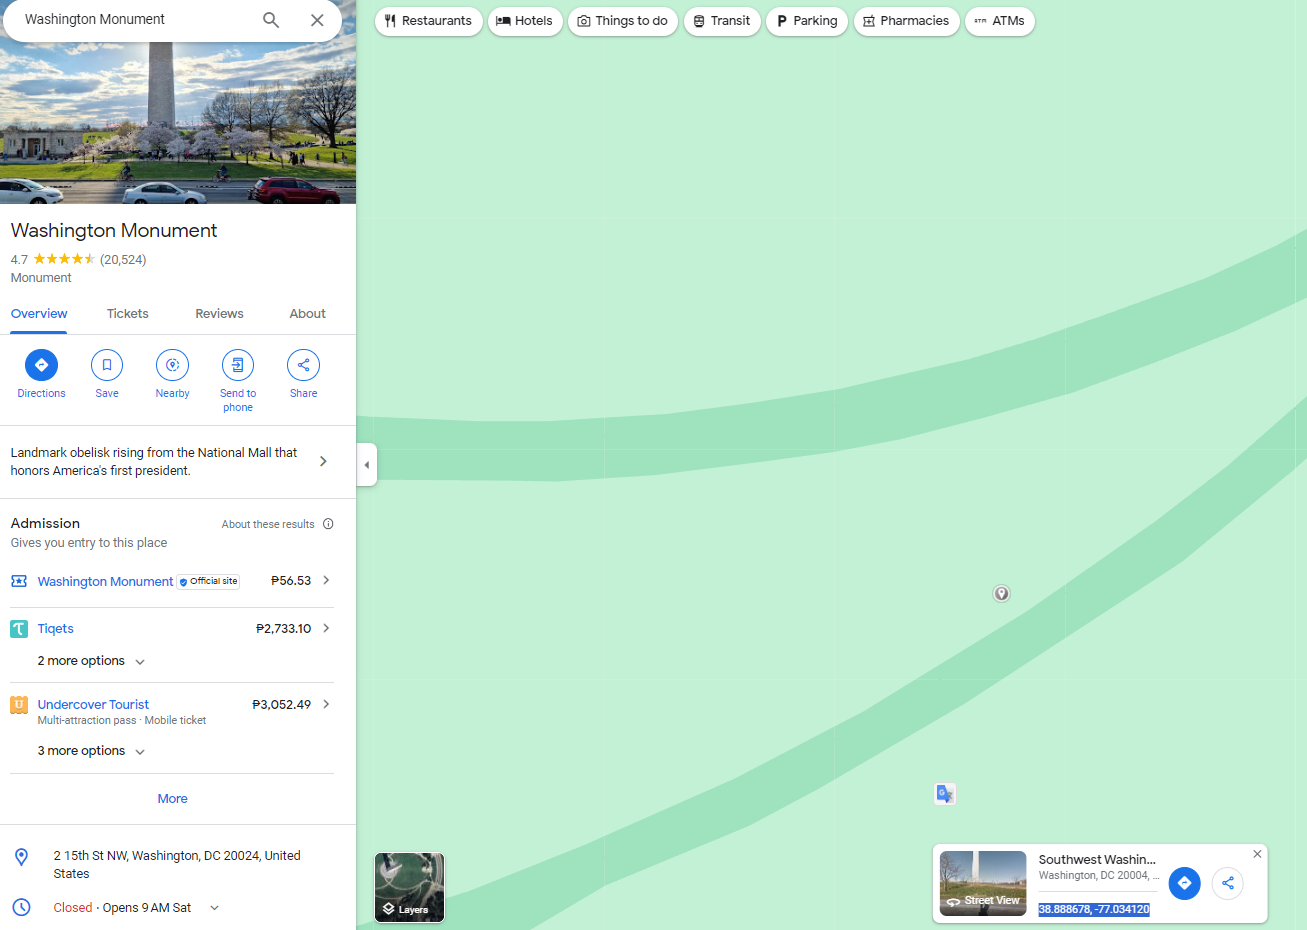 Washington Monument
Restaurants
Hotels
Things to do
Transit
P Parking
Pharmacies
ATM ATMs
Washington Monument
4.7 (20,524)
Monument
Overview
Tickets
Reviews
About
Directions
Save
Nearby
Send to
phone
Share
Landmark obelisk rising from the National Mall that
honors America's first president.
Admission
About these results
Gives you entry to this place
Washington Monument Official site ₱56.53
Tiqets ₱2,733.10
2 more options
U Undercover Tourist ₱3,052.49
Multi-attraction pass · Mobile ticket
3 more options
More
2 15th St NW, Washington, DC 20024, United
States
Closed · Opens 9 AM Sat
Layers
Street View
Southwest Washin...
Washington, DC 20004, ...
38.888678, -77.034120